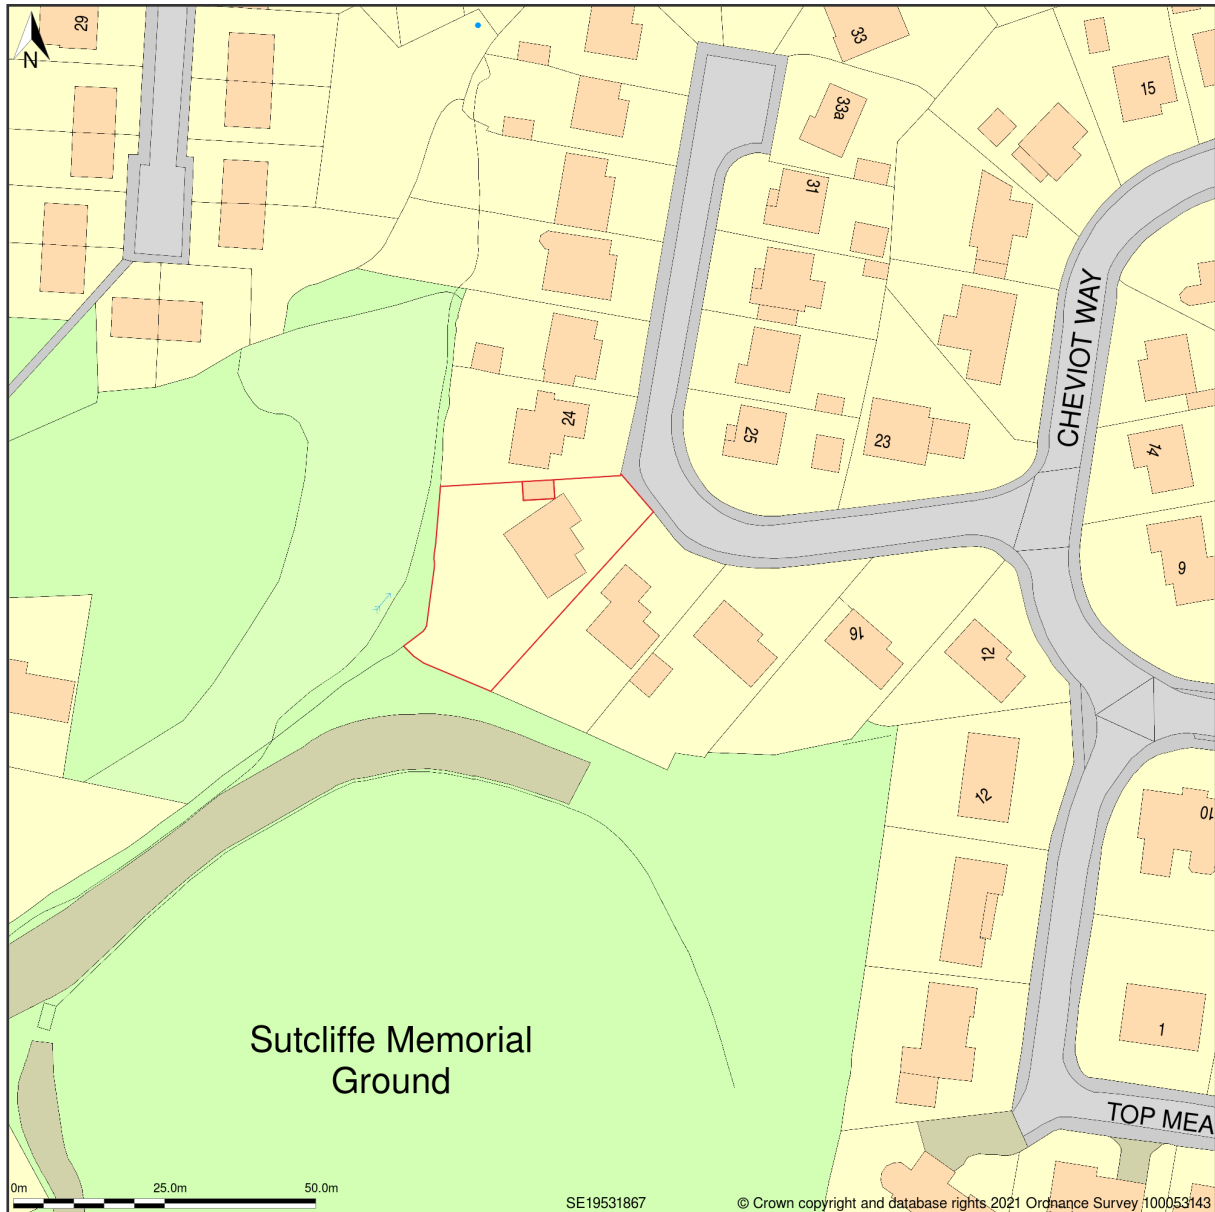 29
N
33
33a
15
31
CHEVIOT WAY
24
25
23
14
9
16
12
12
10
1
Sutcliffe Memorial
Ground
TOP MEA
0m
25.0m
50.0m
SE19531867
© Crown copyright and database rights 2021 Ordnance Survey 100053143